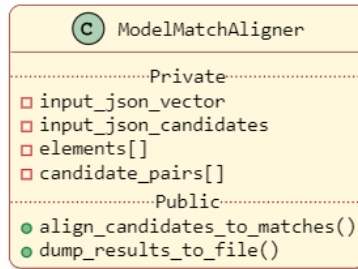 C ModelMatchAligner
Private
input_json_vector
input_json_candidates
elements[]
candidate_pairs[]
Public
align_candidates_to_matches()
dump_results_to_file()